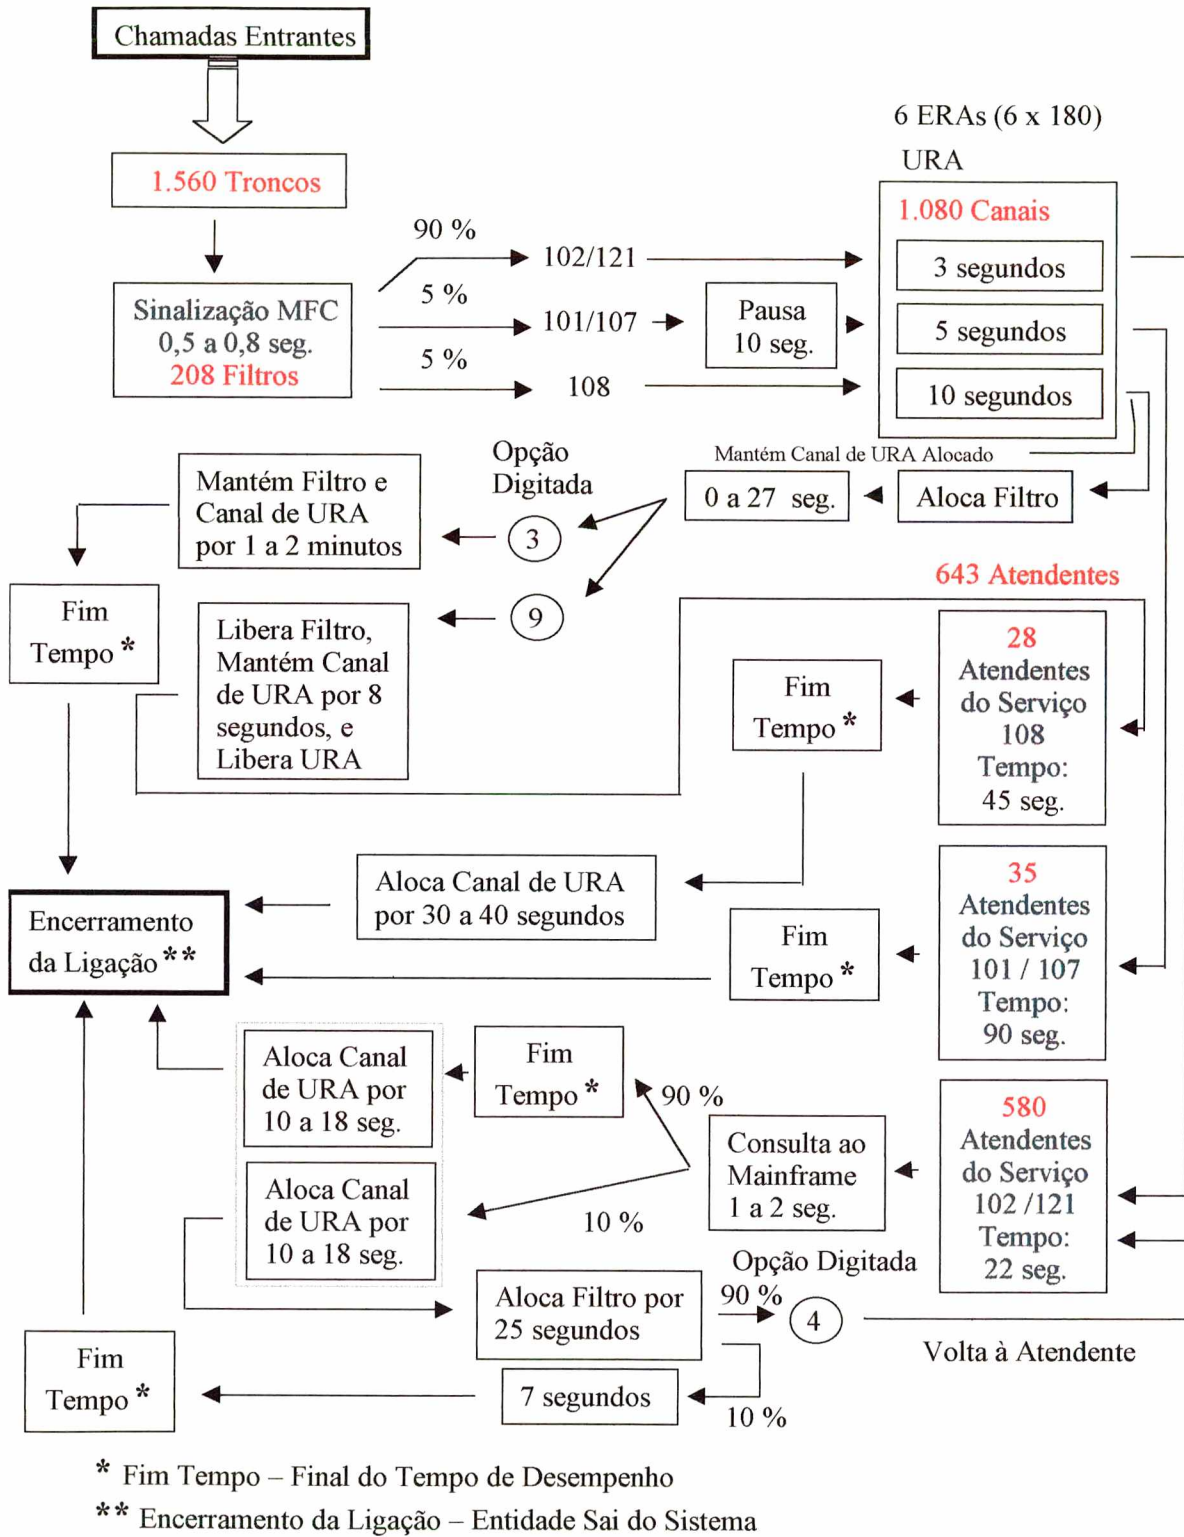 Chamadas Entrantes
6 ERAs (6 x 180)
URA
1.560 Troncos
1.080 Canais
90 %
102/121
3 segundos
Sinalização MFC
0,5 a 0,8 seg.
208 Filtros
5 %
101/107
Pausa
10 seg.
5 segundos
5 %
108
10 segundos
Opção
Digitada
Mantém Canal de URA Alocado
Mantém Filtro e
Canal de URA
por 1 a 2 minutos
3
0 a 27 seg.
Aloca Filtro
643 Atendentes
Fim
Tempo *
Libera Filtro,
Mantém Canal
de URA por 8
segundos, e
Libera URA
9
Fim
Tempo *
28
Atendentes
do Serviço
108
Tempo:
45 seg.
Aloca Canal de URA
por 30 a 40 segundos
Encerramento
da Ligação **
Fim
Tempo *
35
Atendentes
do Serviço
101 / 107
Tempo:
90 seg.
Aloca Canal
de URA por
10 a 18 seg.
Fim
Tempo *
90 %
Consulta ao
Mainframe
1 a 2 seg.
580
Atendentes
do Serviço
102 /121
Tempo:
22 seg.
Aloca Canal
de URA por
10 a 18 seg.
10 %
Opção Digitada
Aloca Filtro por
25 segundos
90 %
4
Volta à Atendente
Fim
Tempo *
7 segundos
10 %
* Fim Tempo – Final do Tempo de Desempenho
** Encerramento da Ligação – Entidade Sai do Sistema